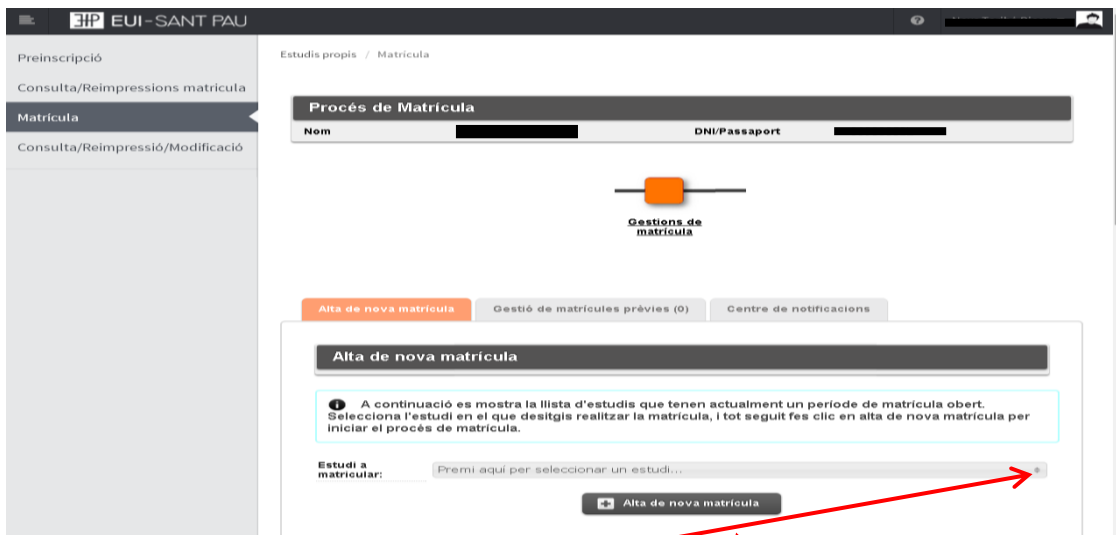 EUI-SANT PAU
Preinscripció
Consulta/Reimpressions matricula
Matrícula
Consulta/Reimpressió/Modificació
Estudis propis / Matrícula
Procés de Matrícula
Nom DNI/Passaport
Gestions de
matrícula
Alta de nova matrícula Gestió de matrícules prèvies (0) Centre de notificacions
Alta de nova matrícula
A continuació es mostra la llista d'estudis que tenen actualment un període de matrícula obert.
Selecciona l'estudi en el que desitgis realitzar la matrícula, i tot seguit fes clic en alta de nova matrícula per
iniciar el procés de matrícula.
Estudi a
matricular:
Premi aquí per seleccionar un estudi...
Alta de nova matrícula